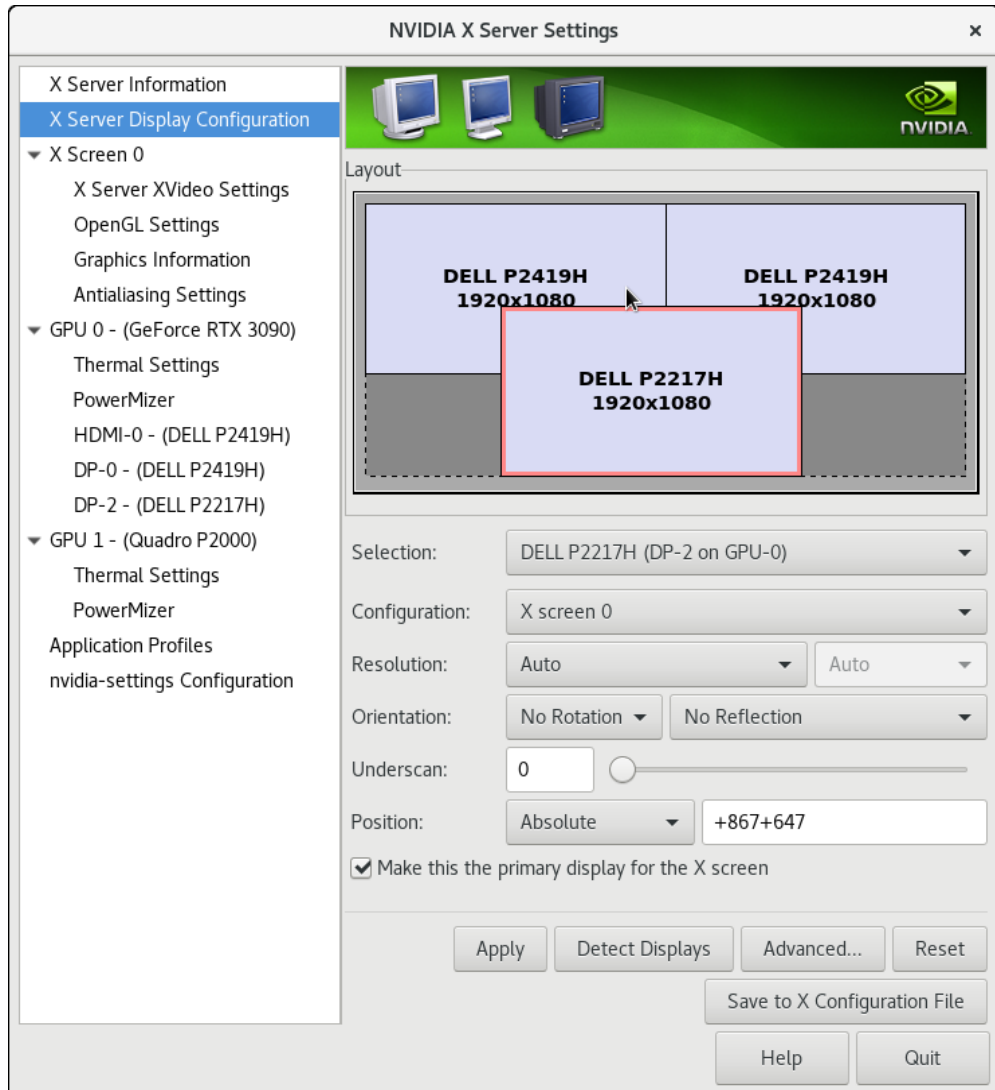 NVIDIA X Server Settings
X Server Information
X Server Display Configuration
X Screen 0
X Server XVideo Settings
OpenGL Settings
Graphics Information
Antialiasing Settings
GPU 0 - (GeForce RTX 3090)
Thermal Settings
PowerMizer
HDMI-0 - (DELL P2419H)
DP-0 - (DELL P2419H)
DP-2 - (DELL P2217H)
GPU 1 - (Quadro P2000)
Thermal Settings
PowerMizer
Application Profiles
nvidia-settings Configuration
NVIDIA
Layout
DELL P2419H
1920x1080
DELL P2419H
1920x1080
DELL P2217H
1920x1080
Selection: DELL P2217H (DP-2 on GPU-0)
Configuration: X screen 0
Resolution: Auto Auto
Orientation: No Rotation No Reflection
Underscan: 0
Position: Absolute +867+647
Make this the primary display for the X screen
Apply Detect Displays Advanced... Reset
Save to X Configuration File
Help Quit